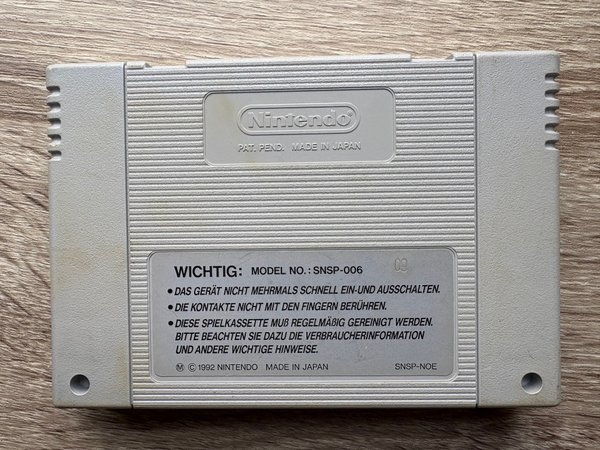 Nintendo®
PAT. PEND. MADE IN JAPAN
WICHTIG: MODEL NO.: SNSP-006
• DAS GERÄT NICHT MEHRMALS SCHNELL EIN-UND AUSSCHALTEN.
• DIE KONTAKTE NICHT MIT DEN FINGERN BERÜHREN.
• DIESE SPIELKASSETTE MUß REGELMÄßIG GEREINIGT WERDEN.
BITTE BEACHTEN SIE DAZU DIE VERBRAUCHERINFORMATION
UND ANDERE WICHTIGE HINWEISE.
Ⓜ © 1992 NINTENDO MADE IN JAPAN SNSP-NOE